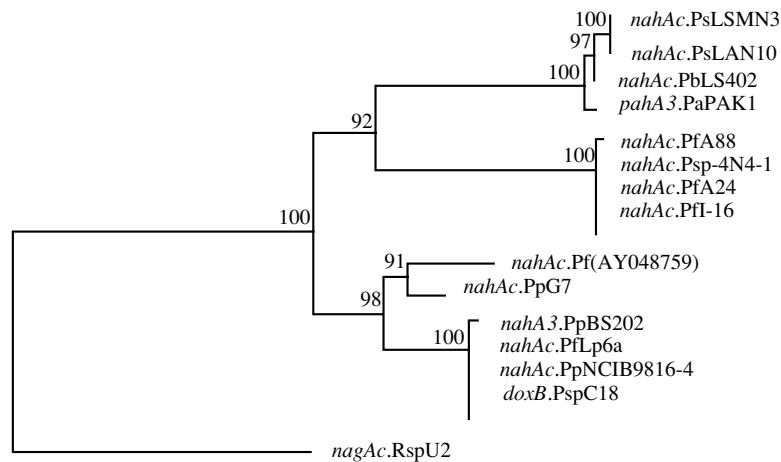 100
nahAc.PsLSMN3
97
nahAc.PsLAN10
100
nahAc.PbLS402
pahA3.PaPAK1
92
nahAc.PfA88
100
nahAc.Psp-4N4-1
nahAc.PfA24
nahAc.PfI-16
100
91
nahAc.Pf(AY048759)
nahAc.PpG7
98
nahA3.PpBS202
100
nahAc.PfLp6a
nahAc.PpNCIB9816-4
doxB.PspC18
nagAc.RspU2